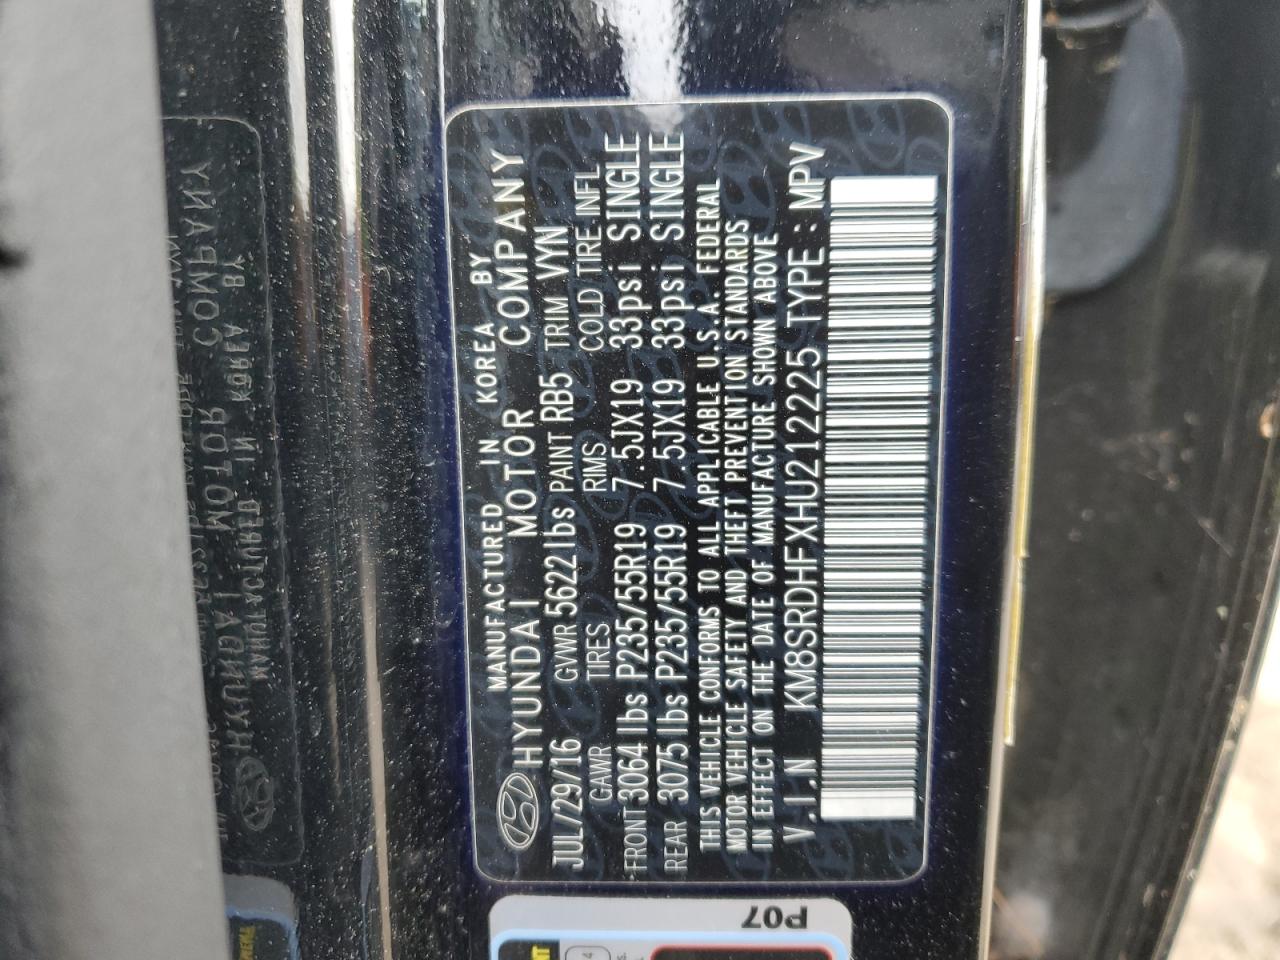 MANUFACTURED IN KOREA BY
HYUNDAI MOTOR COMPANY
JUL/29/16 GVWR 5622lbs PAINT RB5 TRIM VYN
GAWR TIRES RIMS COLD TIRE INFL
FRONT 3064 lbs P235/55R19 7.5JX19 33psi SINGLE
REAR 3075 lbs P235/55R19 7.5JX19 33psi SINGLE
THIS VEHICLE CONFORMS TO ALL APPLICABLE U.S.A. FEDERAL
MOTOR VEHICLE SAFETY AND THEFT PREVENTION STANDARDS
IN EFFECT ON THE DATE OF MANUFACTURE SHOWN ABOVE
V.I.N KM8SRDHFXHU212225 TYPE : MPV
P07